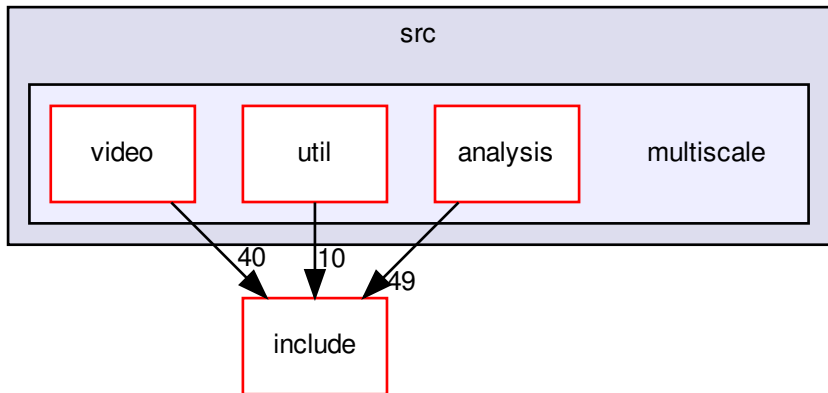 src
video
util
analysis
multiscale
40
10
49
include